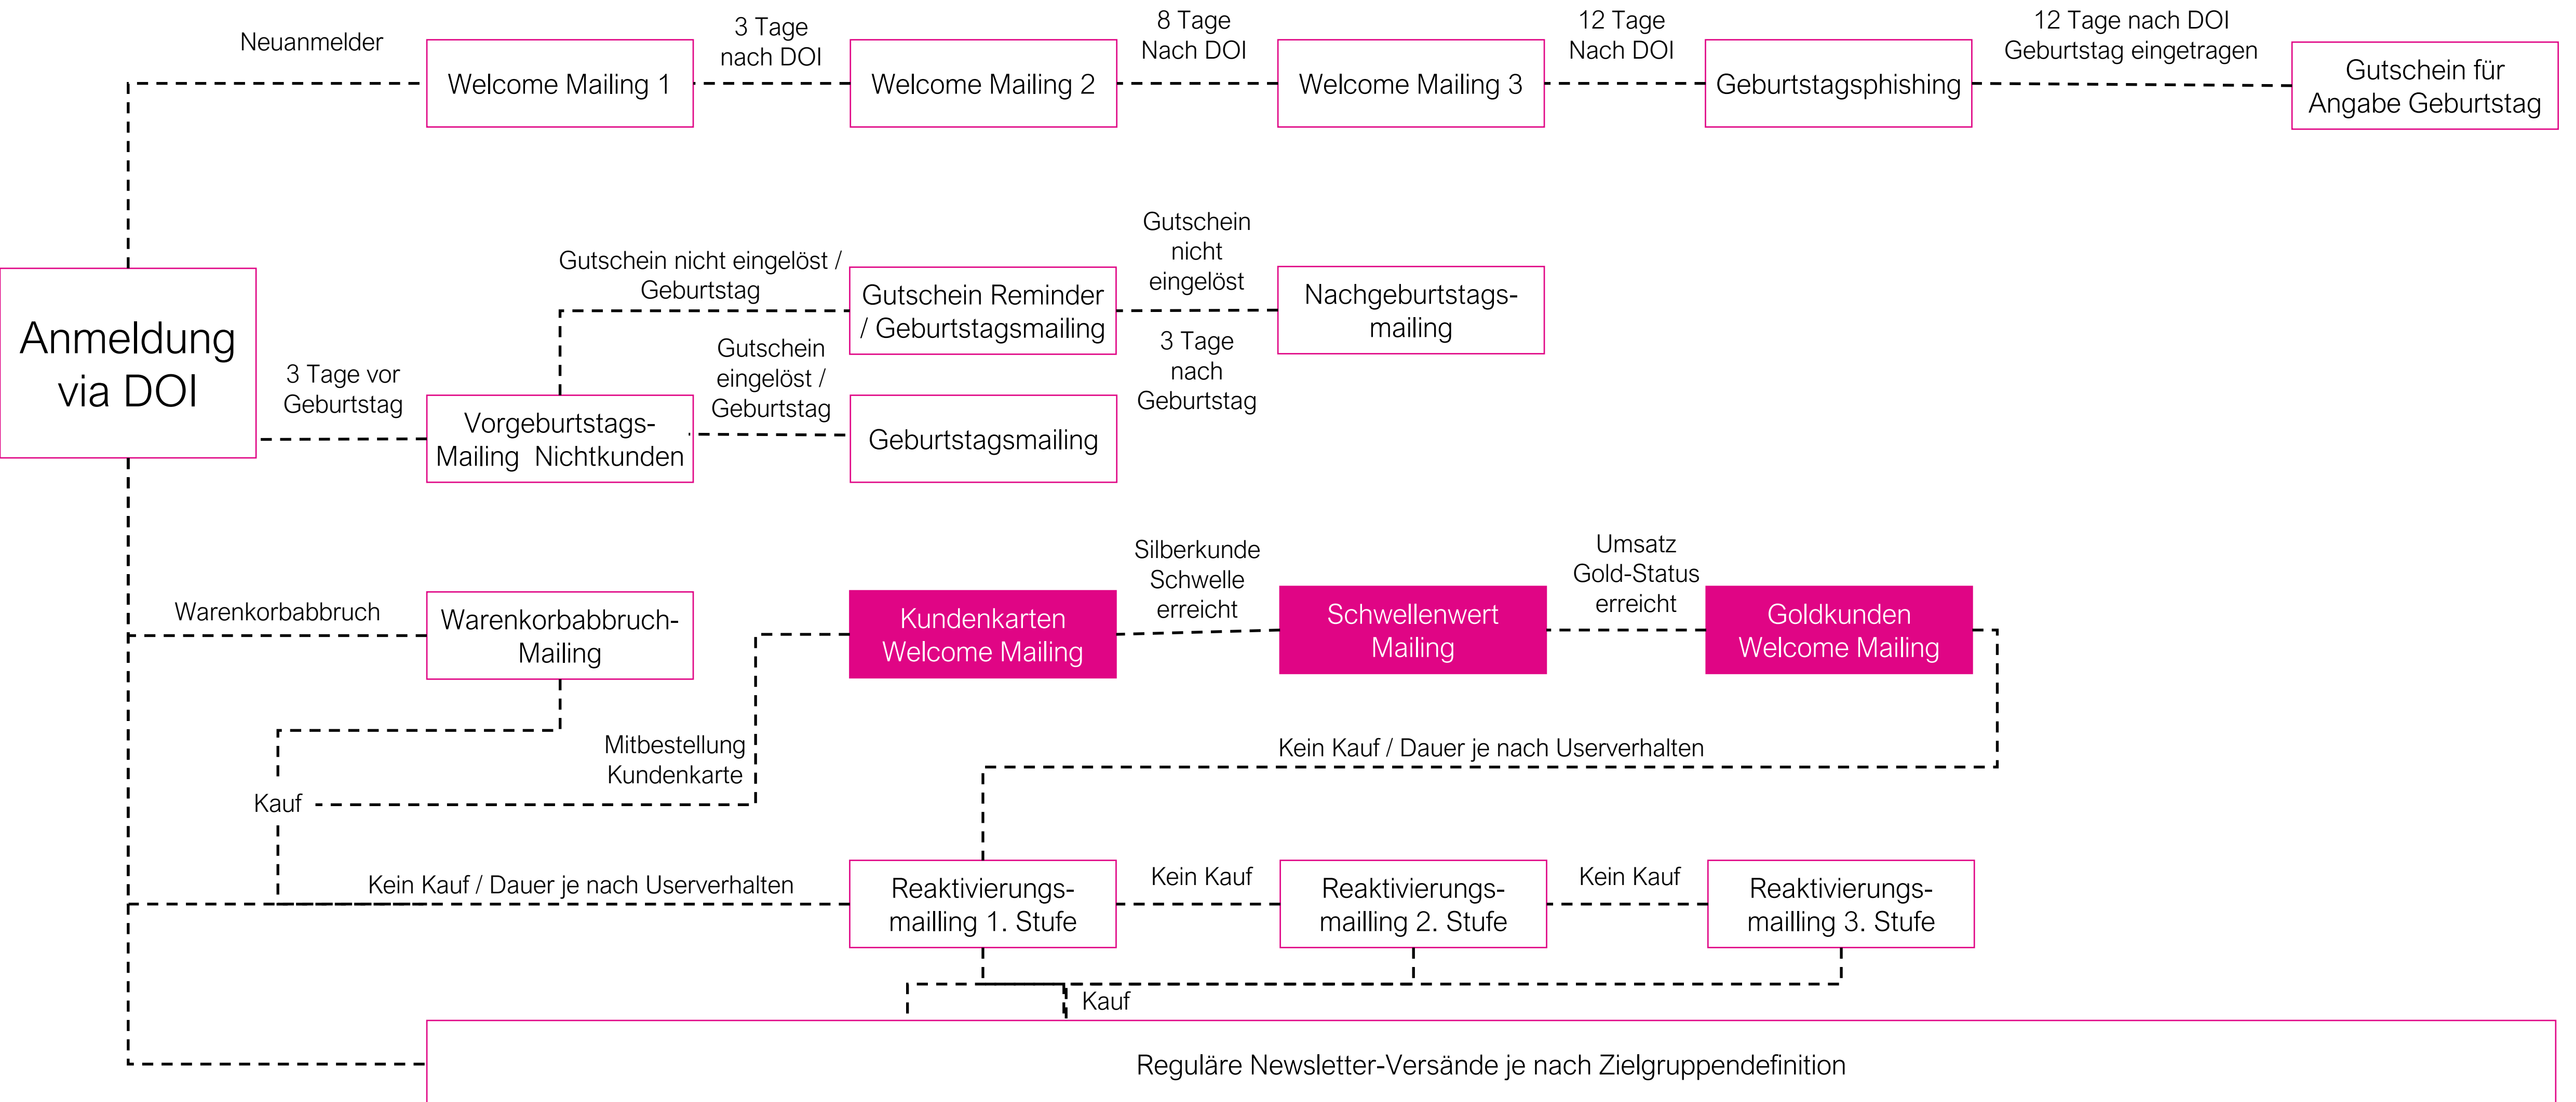 Neuanmelder
Welcome Mailing 1
3 Tage
nach DOI
Welcome Mailing 2
8 Tage
Nach DOI
Welcome Mailing 3
12 Tage
Nach DOI
Geburtstagsphishing
12 Tage nach DOI
Geburtstag eingetragen
Gutschein für
Angabe Geburtstag
Anmeldung
via DOI
3 Tage vor
Geburtstag
Vorgeburtstags-
Mailing Nichtkunden
Gutschein nicht eingelöst /
Geburtstag
Gutschein Reminder
/ Geburtstagsmailing
Gutschein
nicht
eingelöst
3 Tage
nach
Geburtstag
Nachgeburtstags-
mailing
Gutschein
eingelöst /
Geburtstag
Geburtstagsmailing
Warenkorbabbruch
Warenkorbabbruch-
Mailing
Kauf
Mitbestellung
Kundenkarte
Kundenkarten
Welcome Mailing
Silberkunde
Schwelle
erreicht
Schwellenwert
Mailing
Umsatz
Gold-Status
erreicht
Goldkunden
Welcome Mailing
Kein Kauf / Dauer je nach Userverhalten
Kein Kauf / Dauer je nach Userverhalten
Reaktivierungs-
mailling 1. Stufe
Kein Kauf
Reaktivierungs-
mailling 2. Stufe
Kein Kauf
Reaktivierungs-
mailling 3. Stufe
Kauf
Reguläre Newsletter-Versände je nach Zielgruppendefinition